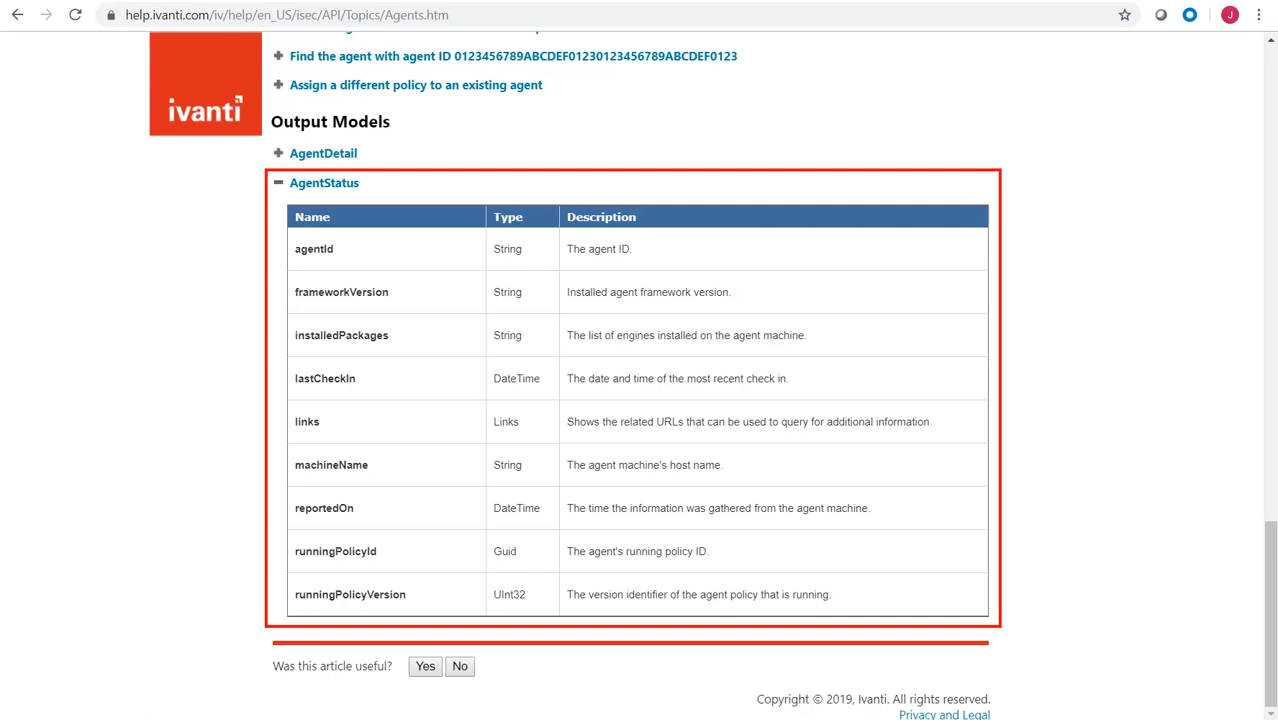 help.ivanti.com/iv/help/en_US/isec/API/Topics/Agents.htm
J
ivanti
Find the agent with agent ID 0123456789ABCDEF01230123456789ABCDEF0123
Assign a different policy to an existing agent
Output Models
AgentDetail
AgentStatus
Name Type Description
agentId String The agent ID.
frameworkVersion String Installed agent framework version.
installedPackages String The list of engines installed on the agent machine.
lastCheckIn DateTime The date and time of the most recent check in.
links Links Shows the related URLs that can be used to query for additional information.
machineName String The agent machine's host name.
reportedOn DateTime The time the information was gathered from the agent machine.
runningPolicyId Guid The agent's running policy ID.
runningPolicyVersion UInt32 The version identifier of the agent policy that is running.
Was this article useful? Yes No
Copyright © 2019, Ivanti. All rights reserved.
Privacy and Legal